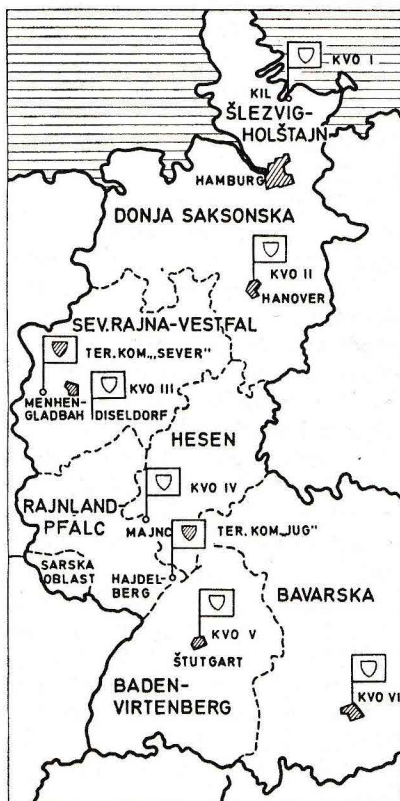 KVO I
KIL
ŠLEZVIG-
HOLŠTAJN
HAMBURG
DONJA SAKSONSKA
KVO II
HANOVER
SEV.RAJNA-VESTFAL
TER. KOM„SEVER”
KVO III
MENHEN-
GLADBAH
DISELDORF
HESEN
KVO IV
RAJNLAND-
PFALC
MAJNC
TER. KOM„JUG”
SARSKA
OBLAST
HAJDEL-
BERG
BAVARSKA
KVO V
ŠTUTGART
KVO VI
BADEN-
VIRTENBERG